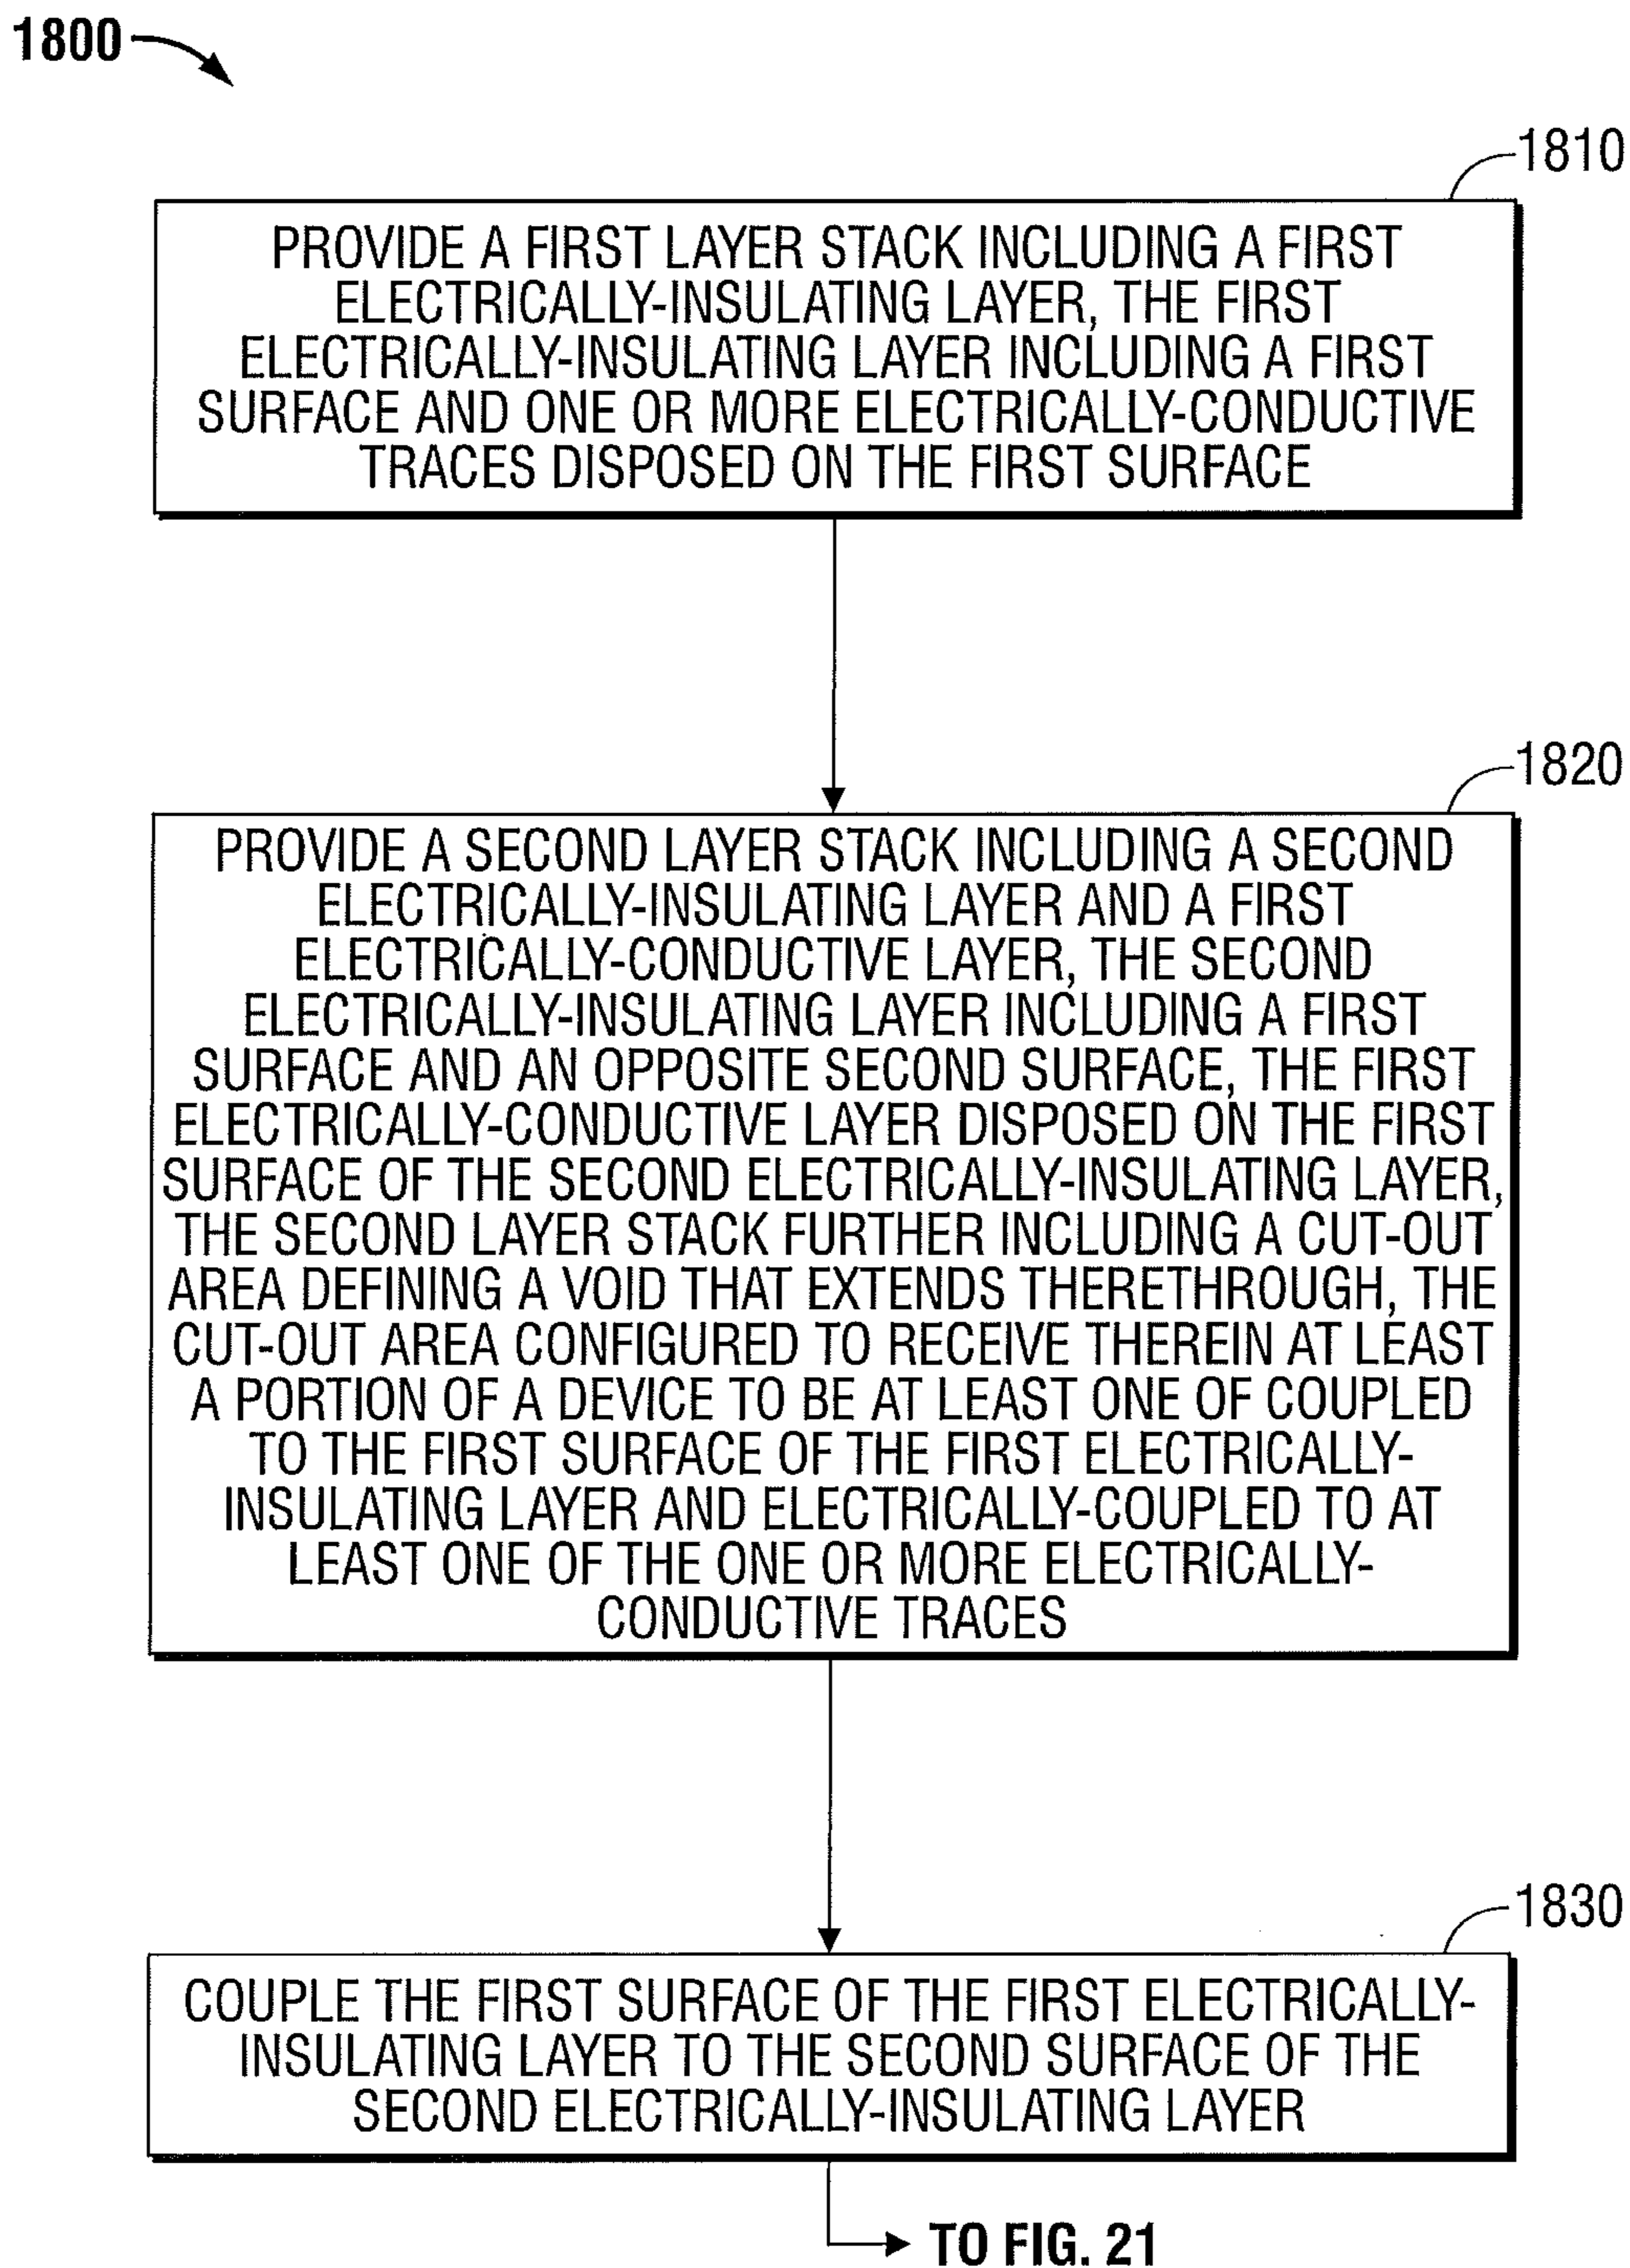 1800
1810
PROVIDE A FIRST LAYER STACK INCLUDING A FIRST
ELECTRICALLY-INSULATING LAYER, THE FIRST
ELECTRICALLY-INSULATING LAYER INCLUDING A FIRST
SURFACE AND ONE OR MORE ELECTRICALLY-CONDUCTIVE
TRACES DISPOSED ON THE FIRST SURFACE
1820
PROVIDE A SECOND LAYER STACK INCLUDING A SECOND
ELECTRICALLY-INSULATING LAYER AND A FIRST
ELECTRICALLY-CONDUCTIVE LAYER, THE SECOND
ELECTRICALLY-INSULATING LAYER INCLUDING A FIRST
SURFACE AND AN OPPOSITE SECOND SURFACE, THE FIRST
ELECTRICALLY-CONDUCTIVE LAYER DISPOSED ON THE FIRST
SURFACE OF THE SECOND ELECTRICALLY-INSULATING LAYER,
THE SECOND LAYER STACK FURTHER INCLUDING A CUT-OUT
AREA DEFINING A VOID THAT EXTENDS THERETHROUGH, THE
CUT-OUT AREA CONFIGURED TO RECEIVE THEREIN AT LEAST
A PORTION OF A DEVICE TO BE AT LEAST ONE OF COUPLED
TO THE FIRST SURFACE OF THE FIRST ELECTRICALLY-
INSULATING LAYER AND ELECTRICALLY-COUPLED TO AT
LEAST ONE OF THE ONE OR MORE ELECTRICALLY-
CONDUCTIVE TRACES
1830
COUPLE THE FIRST SURFACE OF THE FIRST ELECTRICALLY-
INSULATING LAYER TO THE SECOND SURFACE OF THE
SECOND ELECTRICALLY-INSULATING LAYER
TO FIG. 21